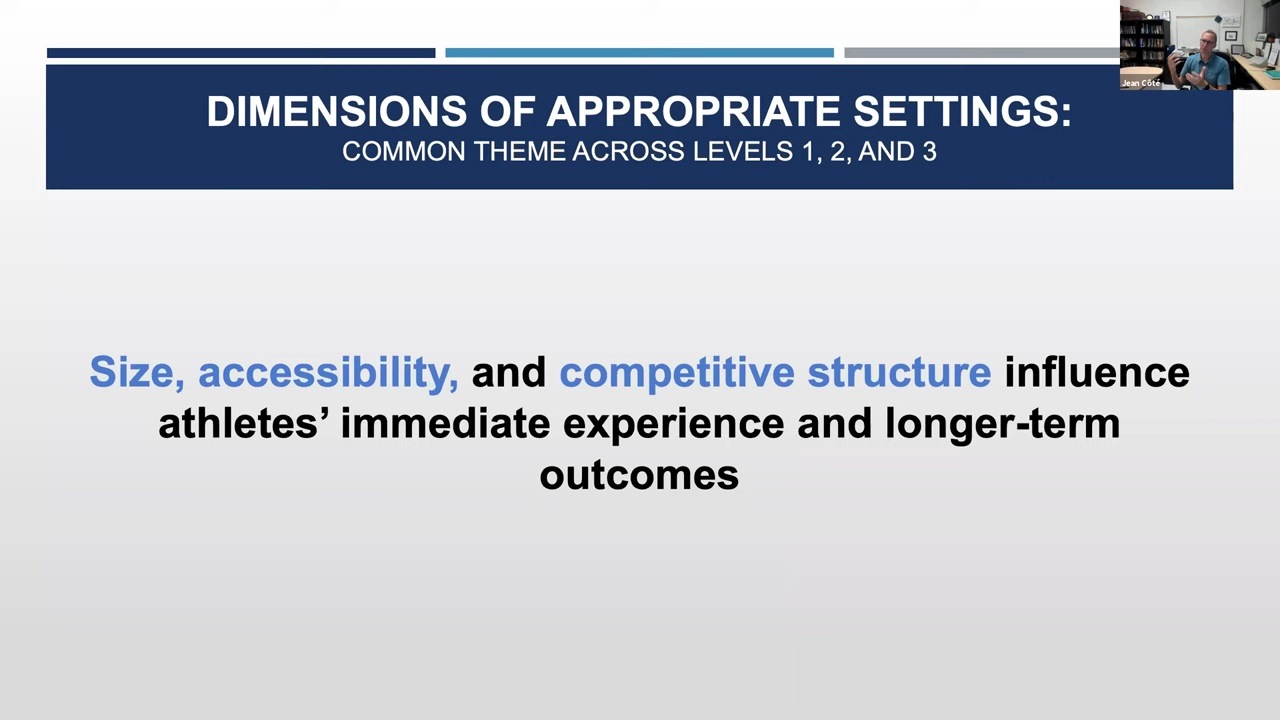 DIMENSIONS OF APPROPRIATE SETTINGS:
COMMON THEME ACROSS LEVELS 1, 2, AND 3
Jean Côté
Size, accessibility, and competitive structure influence
athletes’ immediate experience and longer-term
outcomes